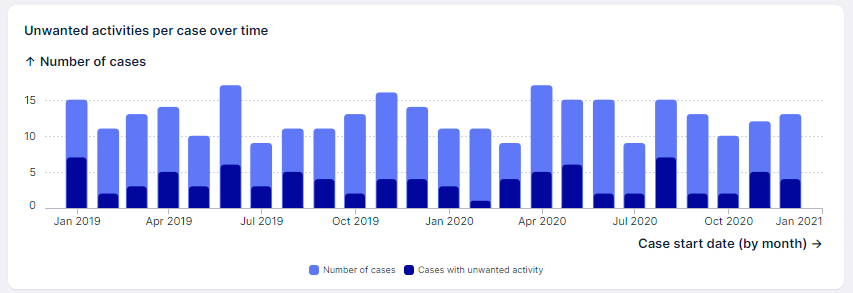 Unwanted activities per case over time
↑ Number of cases
15
10
5
0
Jan 2019 Apr 2019 Jul 2019 Oct 2019 Jan 2020 Apr 2020 Jul 2020 Oct 2020 Jan 2021
Case start date (by month) →
Number of cases Cases with unwanted activity